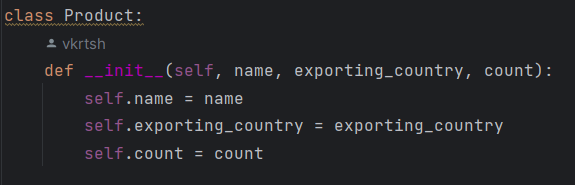 class Product:
vkrtsh
def __init__(self, name, exporting_country, count):
self.name = name
self.exporting_country = exporting_country
self.count = count